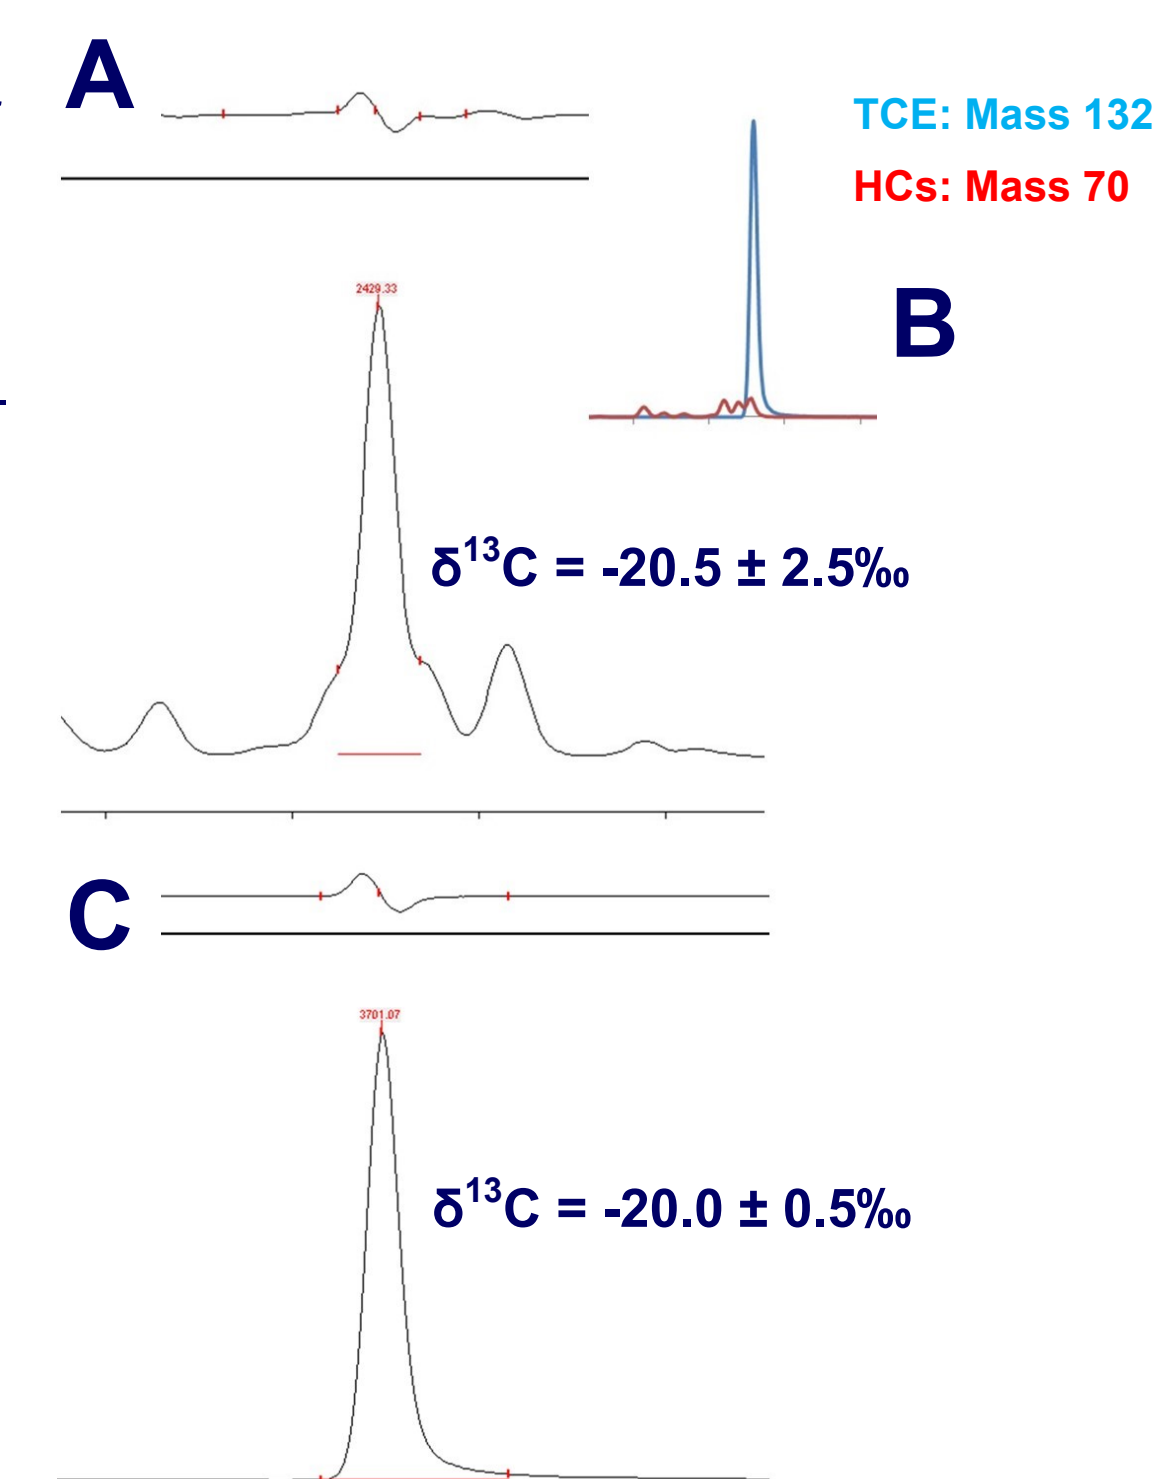 A
TCE: Mass 132
HCs: Mass 70
2429.33
B
δ¹³C = -20.5 ± 2.5‰
C
3701.07
δ¹³C = -20.0 ± 0.5‰